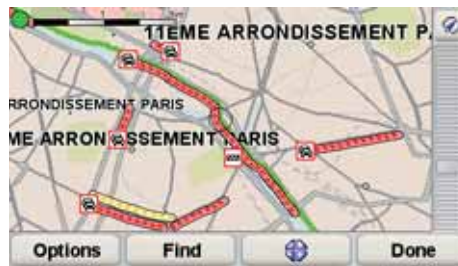 11EME ARRONDISSEMENT P.
RRONDISSEMENT PARIS
ME ARRON SSEMENT ARIS
Options
Find
Done